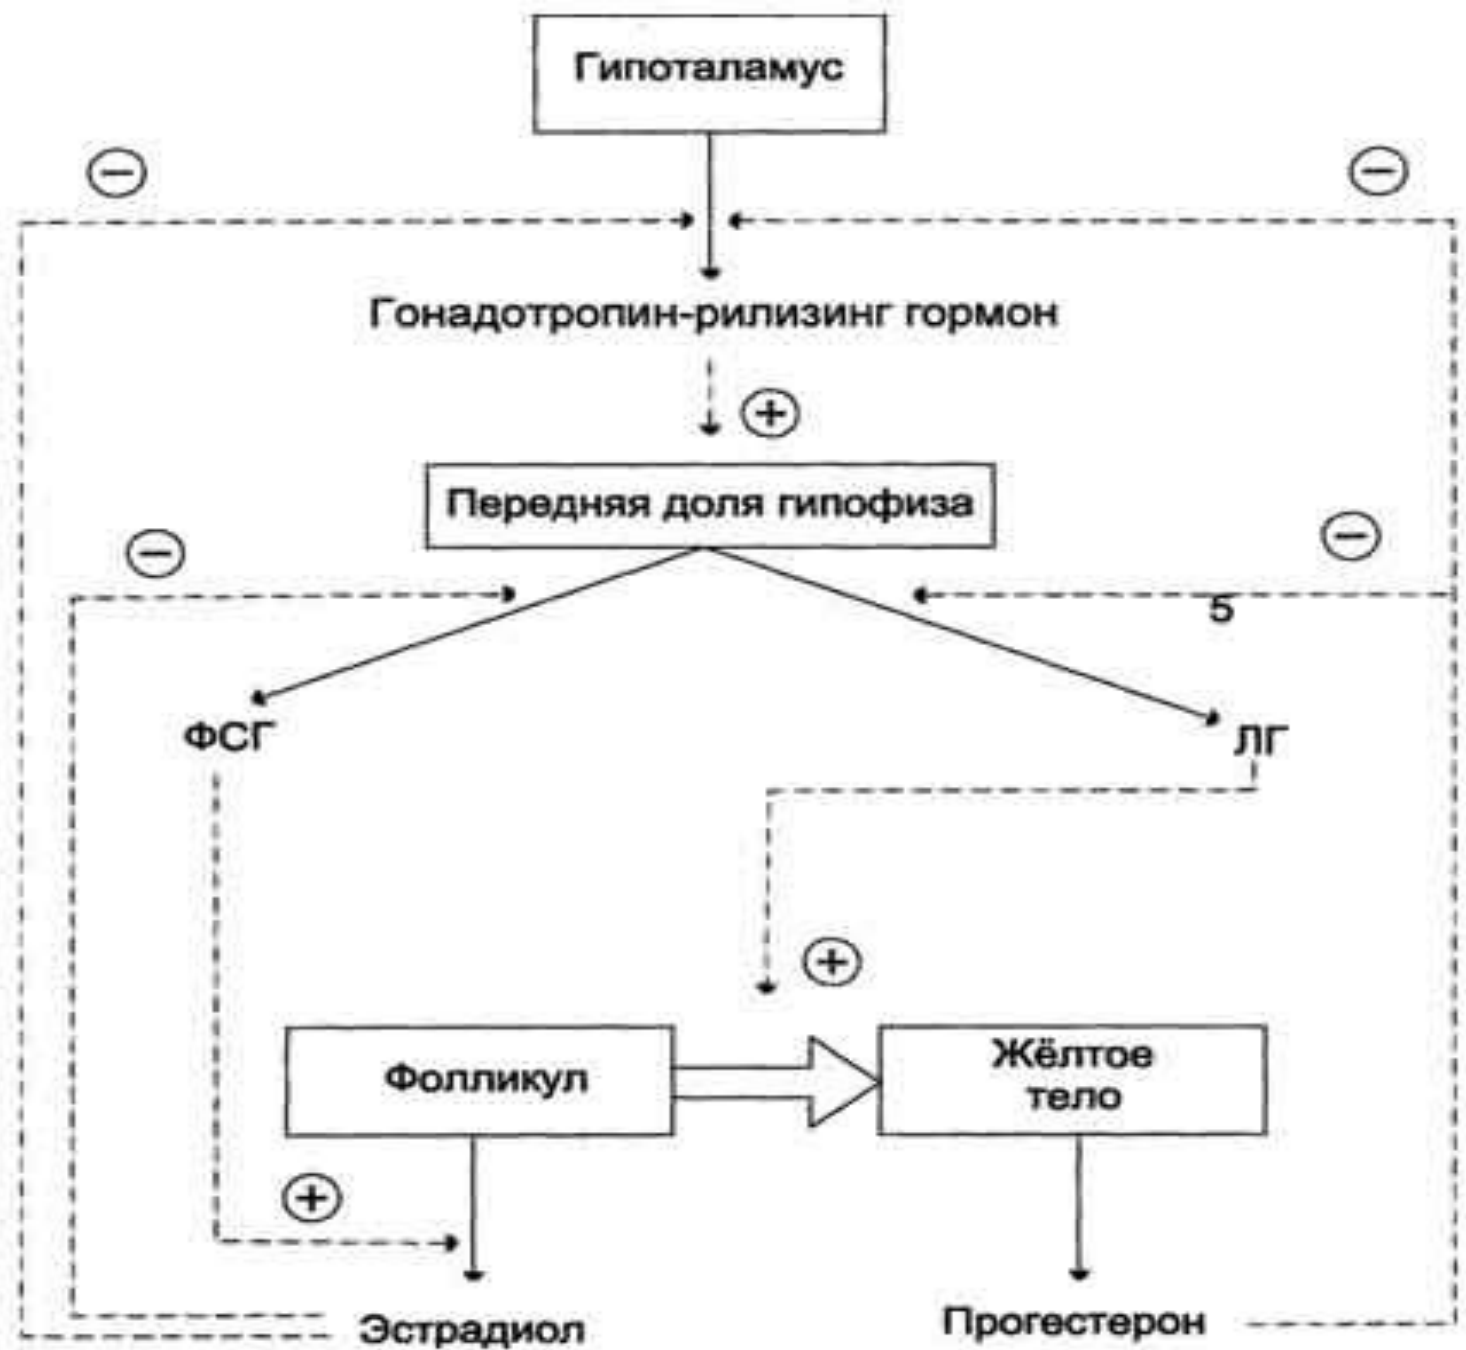 Гипоталамус
−
−
Гонадотропин-рилизинг гормон
+
Передняя доля гипофиза
−
−
5
ФСГ
ЛГ
+
Фолликул
Жёлтое
тело
+
Эстрадиол
Прогестерон